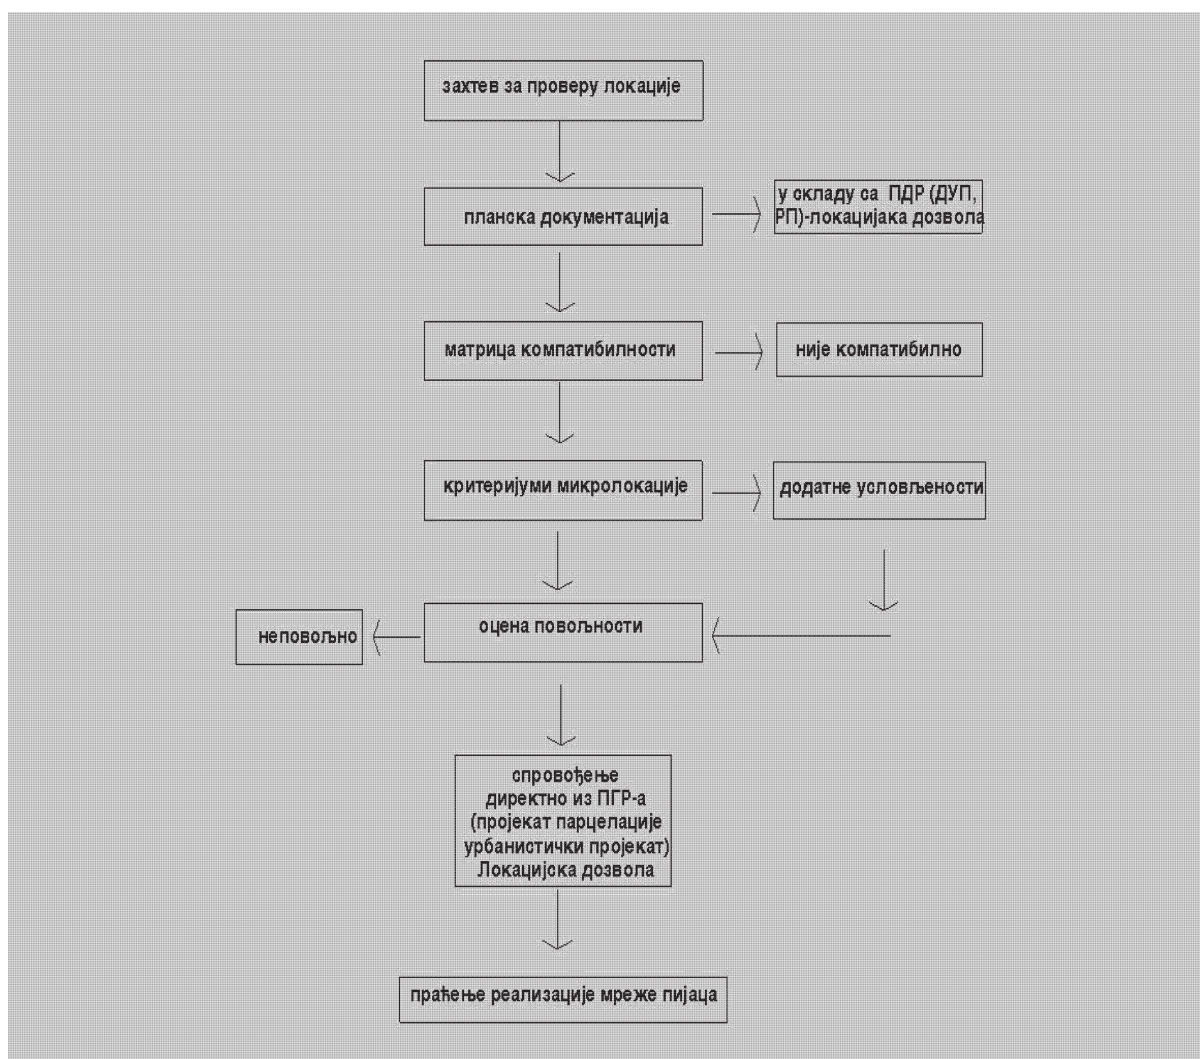 захтев за проверу локације
планска документација
у складу са ПДР (ДУП,
РП)-локацијака дозвола
матрица компатибилности
није компатибилно
критеријуми микролокације
додатне условљености
оцена повољности
неповољно
спровођење
директно из ПГР-а
(пројекат парцелације
урбанистички пројекат)
Локацијска дозвола
праћење реализације мреже пијаца